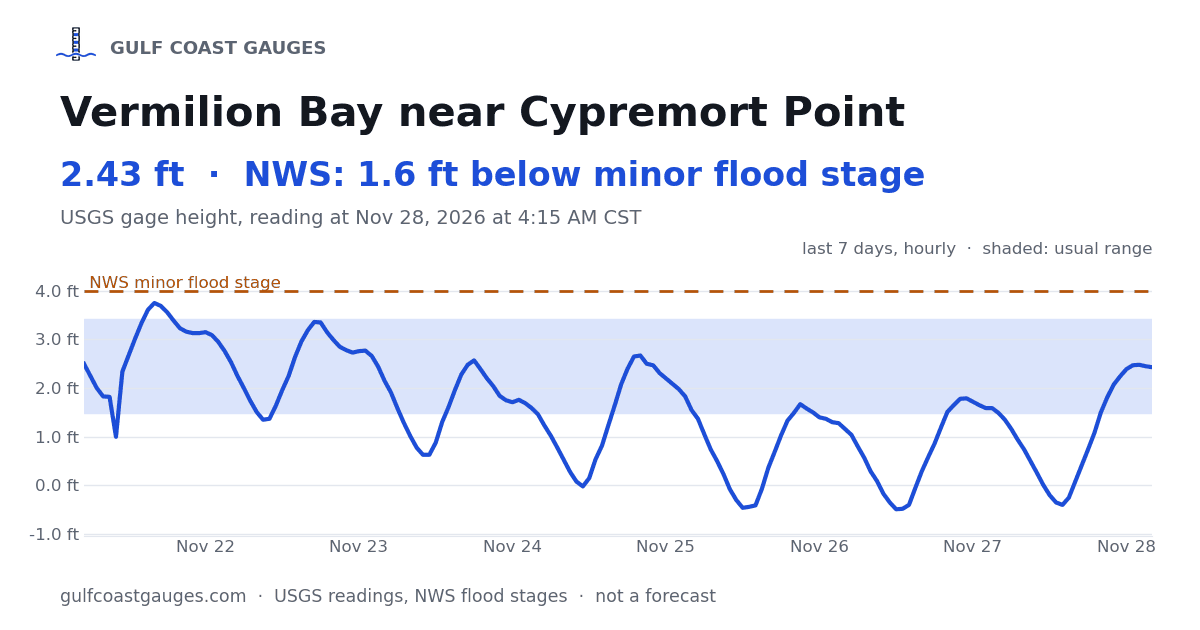 GULF COAST GAUGES
Vermilion Bay near Cypremort Point
2.43 ft · NWS: 1.6 ft below minor flood stage
USGS gage height, reading at Nov 28, 2026 at 4:15 AM CST
last 7 days, hourly · shaded: usual range
NWS minor flood stage
4.0 ft
3.0 ft
2.0 ft
1.0 ft
0.0 ft
-1.0 ft
Nov 22 Nov 23 Nov 24 Nov 25 Nov 26 Nov 27 Nov 28
gulfcoastgauges.com · USGS readings, NWS flood stages · not a forecast